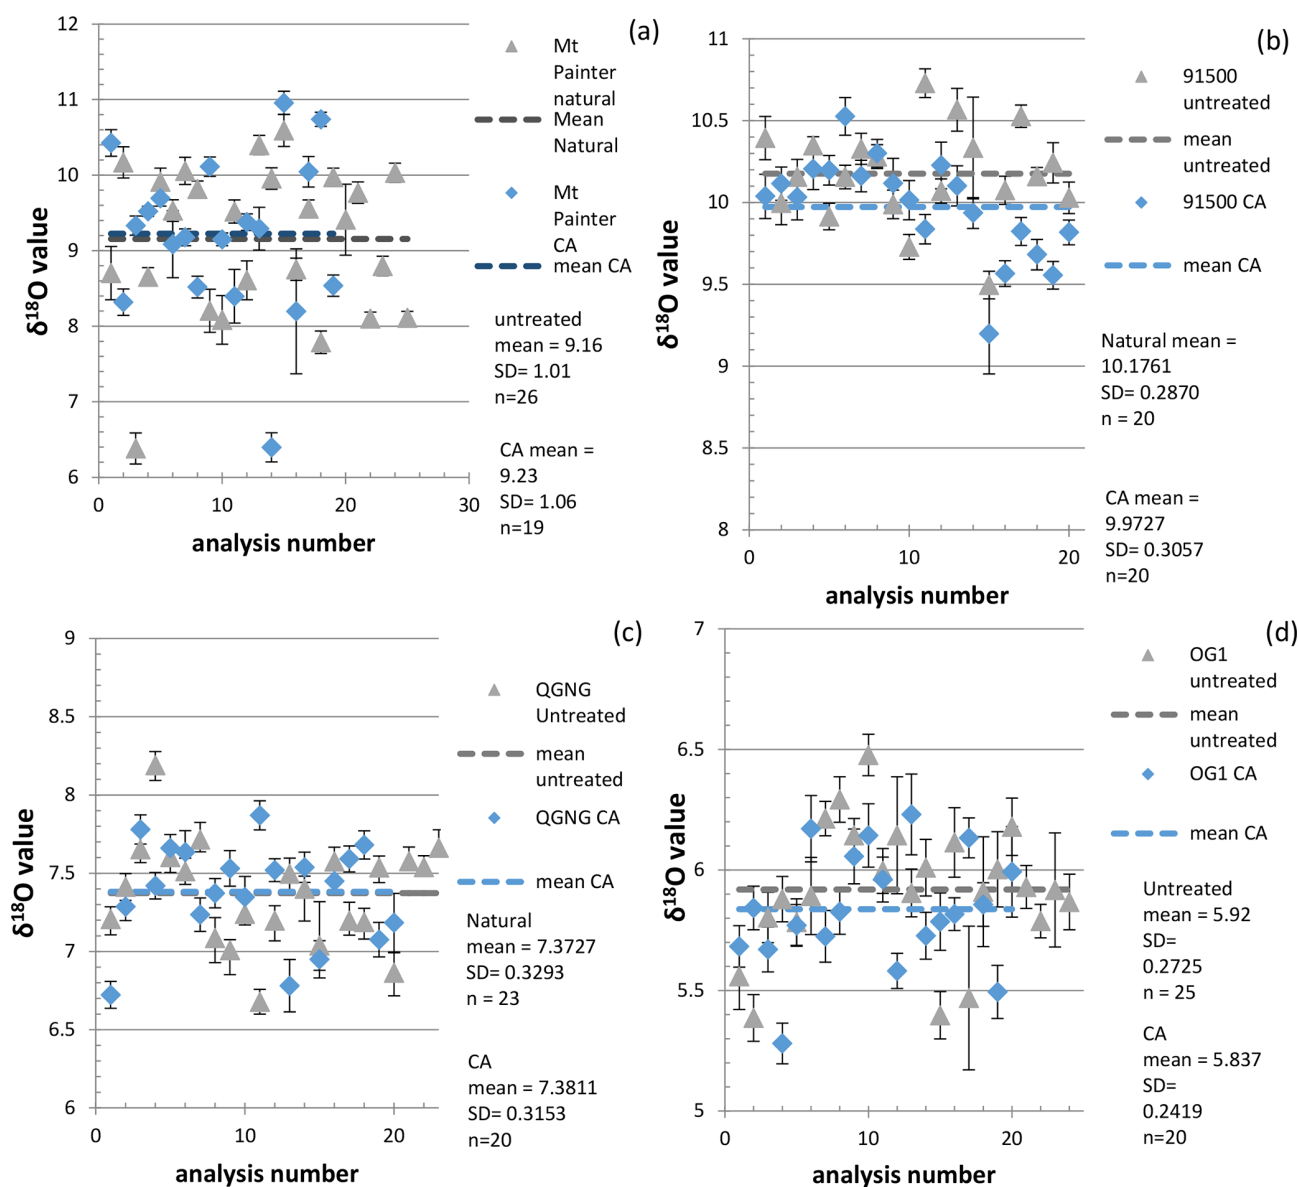 (a)
12
11
10
9
8
7
6
0
10
20
30
δ18O value
analysis number
Mt
Painter
natural
Mean
Natural
Mt
Painter
CA
mean CA
untreated
mean = 9.16
SD= 1.01
n=26
CA mean =
9.23
SD= 1.06
n=19
(b)
11
10.5
10
9.5
9
8.5
8
0
10
20
δ18O value
analysis number
91500
untreated
mean
untreated
91500 CA
mean CA
Natural mean =
10.1761
SD= 0.2870
n = 20
CA mean =
9.9727
SD= 0.3057
n=20
(c)
9
8.5
8
7.5
7
6.5
6
0
10
20
δ18O value
analysis number
QGNG
Untreated
mean
untreated
QGNG CA
mean CA
Natural
mean = 7.3727
SD= 0.3293
n = 23
CA
mean = 7.3811
SD= 0.3153
n=20
(d)
7
6.5
6
5.5
5
0
10
20
δ18O value
analysis number
OG1
untreated
mean
untreated
OG1 CA
mean CA
Untreated
mean = 5.92
SD=
0.2725
n = 25
CA
mean = 5.837
SD=
0.2419
n=20